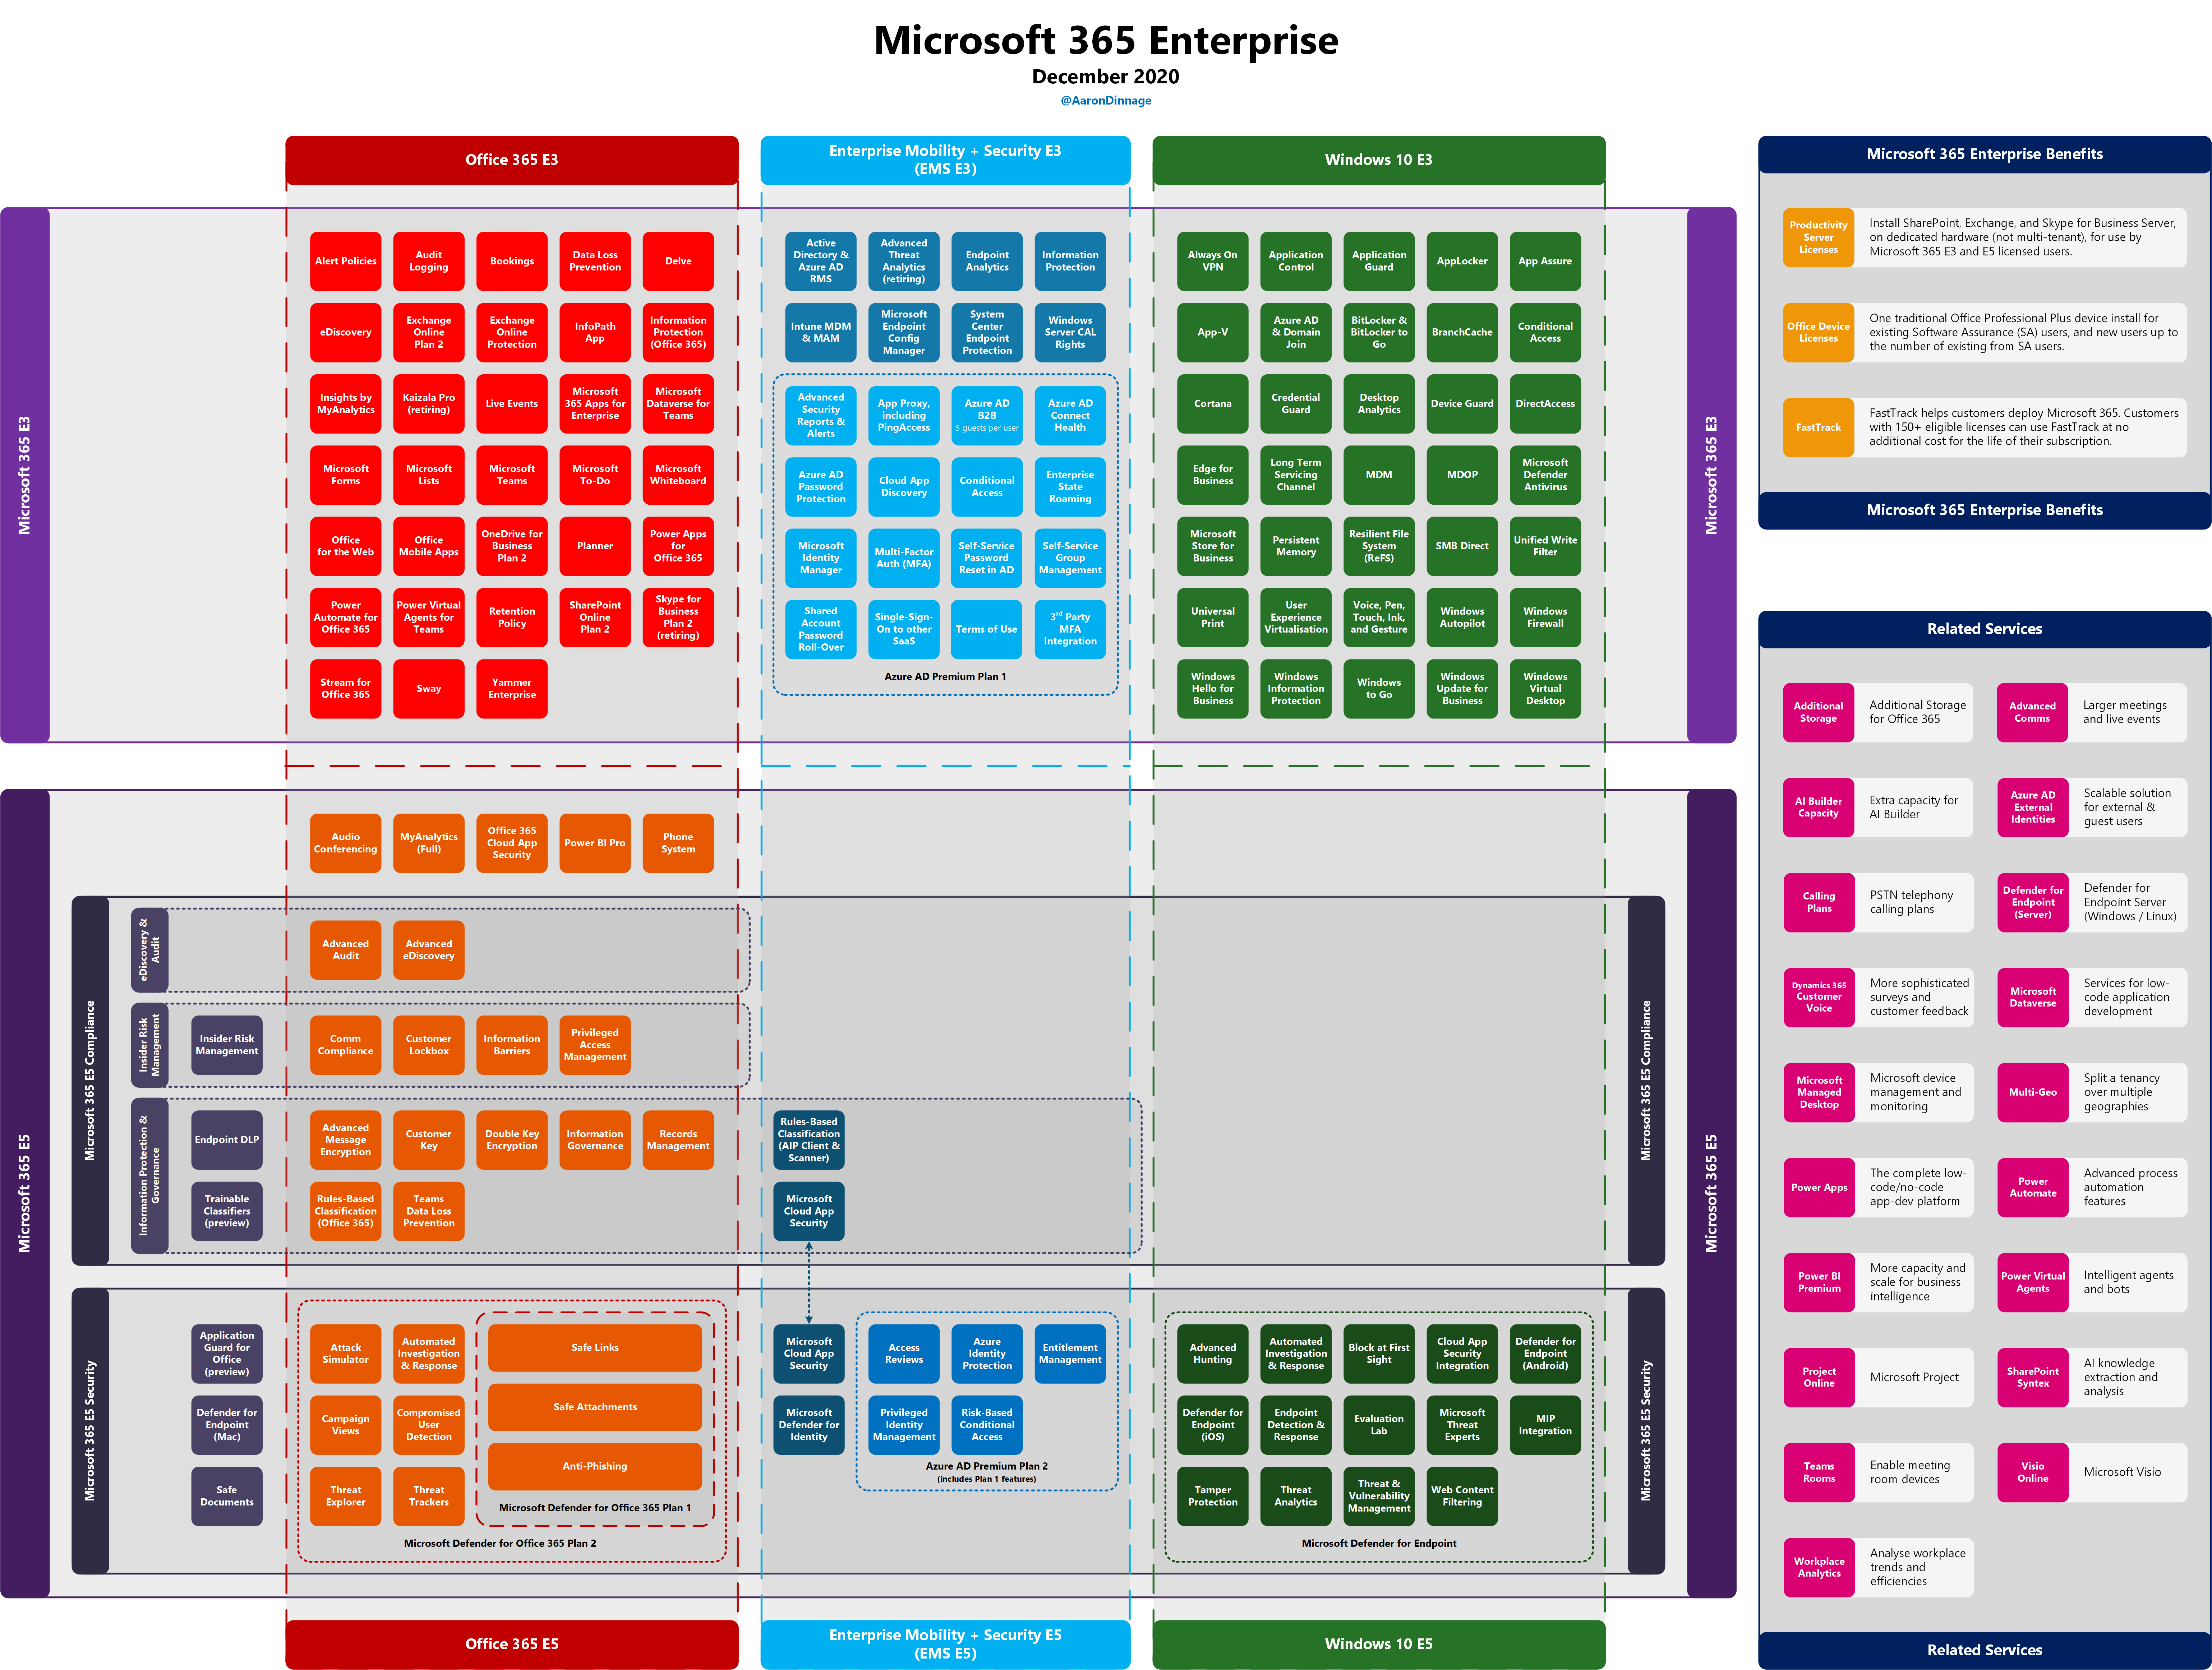 Microsoft 365 Enterprise
December 2020
@AaronDinnage
Office 365 E3
Enterprise Mobility + Security E3
(EMS E3)
Windows 10 E3
Microsoft 365 E3
Alert Policies
Audit
Logging
Bookings
Data Loss
Prevention
Delve
eDiscovery
Exchange
Online
Plan 2
Exchange
Online
Protection
InfoPath
App
Information
Protection
(Office 365)
Insights by
MyAnalytics
Kaizala Pro
(retiring)
Live Events
Microsoft
365 Apps for
Enterprise
Microsoft
Dataverse for
Teams
Microsoft
Forms
Microsoft
Lists
Microsoft
Teams
Microsoft
To-Do
Microsoft
Whiteboard
Office
for the Web
Office
Mobile Apps
OneDrive for
Business
Plan 2
Planner
Power Apps
for
Office 365
Power
Automate for
Office 365
Power Virtual
Agents for
Teams
Retention
Policy
SharePoint
Online
Plan 2
Skype for
Business
Plan 2
(retiring)
Stream for
Office 365
Sway
Yammer
Enterprise
Active
Directory &
Azure AD
RMS
Advanced
Threat
Analytics
(retiring)
Endpoint
Analytics
Information
Protection
Intune MDM
& MAM
Microsoft
Endpoint
Config
Manager
System
Center
Endpoint
Protection
Windows
Server CAL
Rights
Advanced
Security
Reports &
Alerts
App Proxy,
including
PingAccess
Azure AD
B2B
5 guests per user
Azure AD
Connect
Health
Azure AD
Password
Protection
Cloud App
Discovery
Conditional
Access
Enterprise
State
Roaming
Microsoft
Identity
Manager
Multi-Factor
Auth (MFA)
Self-Service
Password
Reset in AD
Self-Service
Group
Management
Shared
Account
Password
Roll-Over
Single-Sign-
On to other
SaaS
Terms of Use
3rd Party
MFA
Integration
Azure AD Premium Plan 1
Always On
VPN
Application
Control
Application
Guard
AppLocker
App Assure
App-V
Azure AD
& Domain
Join
BitLocker &
BitLocker to
Go
BranchCache
Conditional
Access
Cortana
Credential
Guard
Desktop
Analytics
Device Guard
DirectAccess
Edge for
Business
Long Term
Servicing
Channel
MDM
MDOP
Microsoft
Defender
Antivirus
Microsoft
Store for
Business
Persistent
Memory
Resilient File
System
(ReFS)
SMB Direct
Unified Write
Filter
Universal
Print
User
Experience
Virtualisation
Voice, Pen,
Touch, Ink,
and Gesture
Windows
Autopilot
Windows
Firewall
Windows
Hello for
Business
Windows
Information
Protection
Windows
to Go
Windows
Update for
Business
Windows
Virtual
Desktop
Microsoft 365 E3
Microsoft 365 E5
Audio
Conferencing
MyAnalytics
(Full)
Office 365
Cloud App
Security
Power BI Pro
Phone
System
Microsoft 365 E5 Compliance
eDiscovery &
Audit
Advanced
Audit
Advanced
eDiscovery
Insider Risk
Management
Insider Risk
Management
Comm
Compliance
Customer
Lockbox
Information
Barriers
Privileged
Access
Management
Information Protection &
Governance
Endpoint DLP
Advanced
Message
Encryption
Customer
Key
Double Key
Encryption
Information
Governance
Records
Management
Rules-Based
Classification
(AIP Client &
Scanner)
Trainable
Classifiers
(preview)
Rules-Based
Classification
(Office 365)
Teams
Data Loss
Prevention
Microsoft
Cloud App
Security
Microsoft 365 E5 Compliance
Microsoft 365 E5 Security
Application
Guard for
Office
(preview)
Defender for
Endpoint
(Mac)
Safe
Documents
Attack
Simulator
Automated
Investigation
& Response
Campaign
Views
Compromised
User
Detection
Threat
Explorer
Threat
Trackers
Safe Links
Safe Attachments
Anti-Phishing
Microsoft Defender for Office 365 Plan 1
Microsoft Defender for Office 365 Plan 2
Microsoft
Cloud App
Security
Microsoft
Defender for
Identity
Access
Reviews
Azure
Identity
Protection
Entitlement
Management
Privileged
Identity
Management
Risk-Based
Conditional
Access
Azure AD Premium Plan 2
(includes Plan 1 features)
Advanced
Hunting
Automated
Investigation
& Response
Block at First
Sight
Cloud App
Security
Integration
Defender for
Endpoint
(Android)
Defender for
Endpoint
(iOS)
Endpoint
Detection &
Response
Evaluation
Lab
Microsoft
Threat
Experts
MIP
Integration
Tamper
Protection
Threat
Analytics
Threat &
Vulnerability
Management
Web Content
Filtering
Microsoft Defender for Endpoint
Microsoft 365 E5 Security
Microsoft 365 E5
Office 365 E5
Enterprise Mobility + Security E5
(EMS E5)
Windows 10 E5
Microsoft 365 Enterprise Benefits
Productivity
Server
Licenses
Install SharePoint, Exchange, and Skype for Business Server,
on dedicated hardware (not multi-tenant), for use by
Microsoft 365 E3 and E5 licensed users.
Office Device
Licenses
One traditional Office Professional Plus device install for
existing Software Assurance (SA) users, and new users up to
the number of existing from SA users.
FastTrack
FastTrack helps customers deploy Microsoft 365. Customers
with 150+ eligible licenses can use FastTrack at no
additional cost for the life of their subscription.
Microsoft 365 Enterprise Benefits
Related Services
Additional
Storage
Additional Storage
for Office 365
Advanced
Comms
Larger meetings
and live events
AI Builder
Capacity
Extra capacity for
AI Builder
Azure AD
External
Identities
Scalable solution
for external &
guest users
Calling
Plans
PSTN telephony
calling plans
Defender for
Endpoint
(Server)
Defender for
Endpoint Server
(Windows / Linux)
Dynamics 365
Customer
Voice
More sophisticated
surveys and
customer feedback
Microsoft
Dataverse
Services for low-
code application
development
Microsoft
Managed
Desktop
Microsoft device
management and
monitoring
Multi-Geo
Split a tenancy
over multiple
geographies
Power Apps
The complete low-
code/no-code
app-dev platform
Power
Automate
Advanced process
automation
features
Power BI
Premium
More capacity and
scale for business
intelligence
Power Virtual
Agents
Intelligent agents
and bots
Project
Online
Microsoft Project
SharePoint
Syntex
AI knowledge
extraction and
analysis
Teams
Rooms
Enable meeting
room devices
Visio
Online
Microsoft Visio
Workplace
Analytics
Analyse workplace
trends and
efficiencies
Related Services